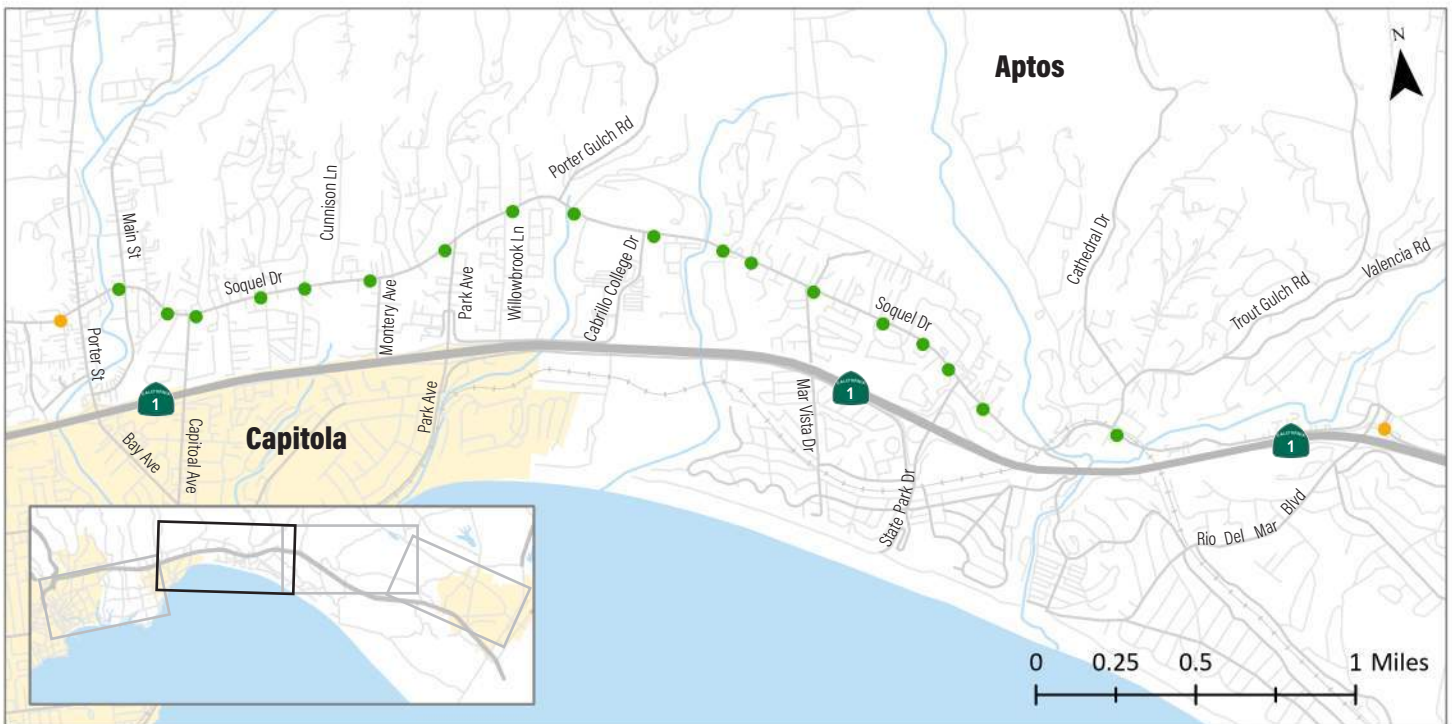 Aptos
N
Porter Gulch Rd
Main St
Cunnison Ln
Soquel Dr
Montery Ave
Park Ave
Willowbrook Ln
Cabrillo College Dr
Soquel Dr
Cathedral Dr
Trout Gulch Rd
Valencia Rd
Porter St
1
Bay Ave
Capitoal Ave
Capitola
Park Ave
Mar Vista Dr
1
State Park Dr
1
Rio Del Mar Blvd
0 0.25 0.5 1 Miles